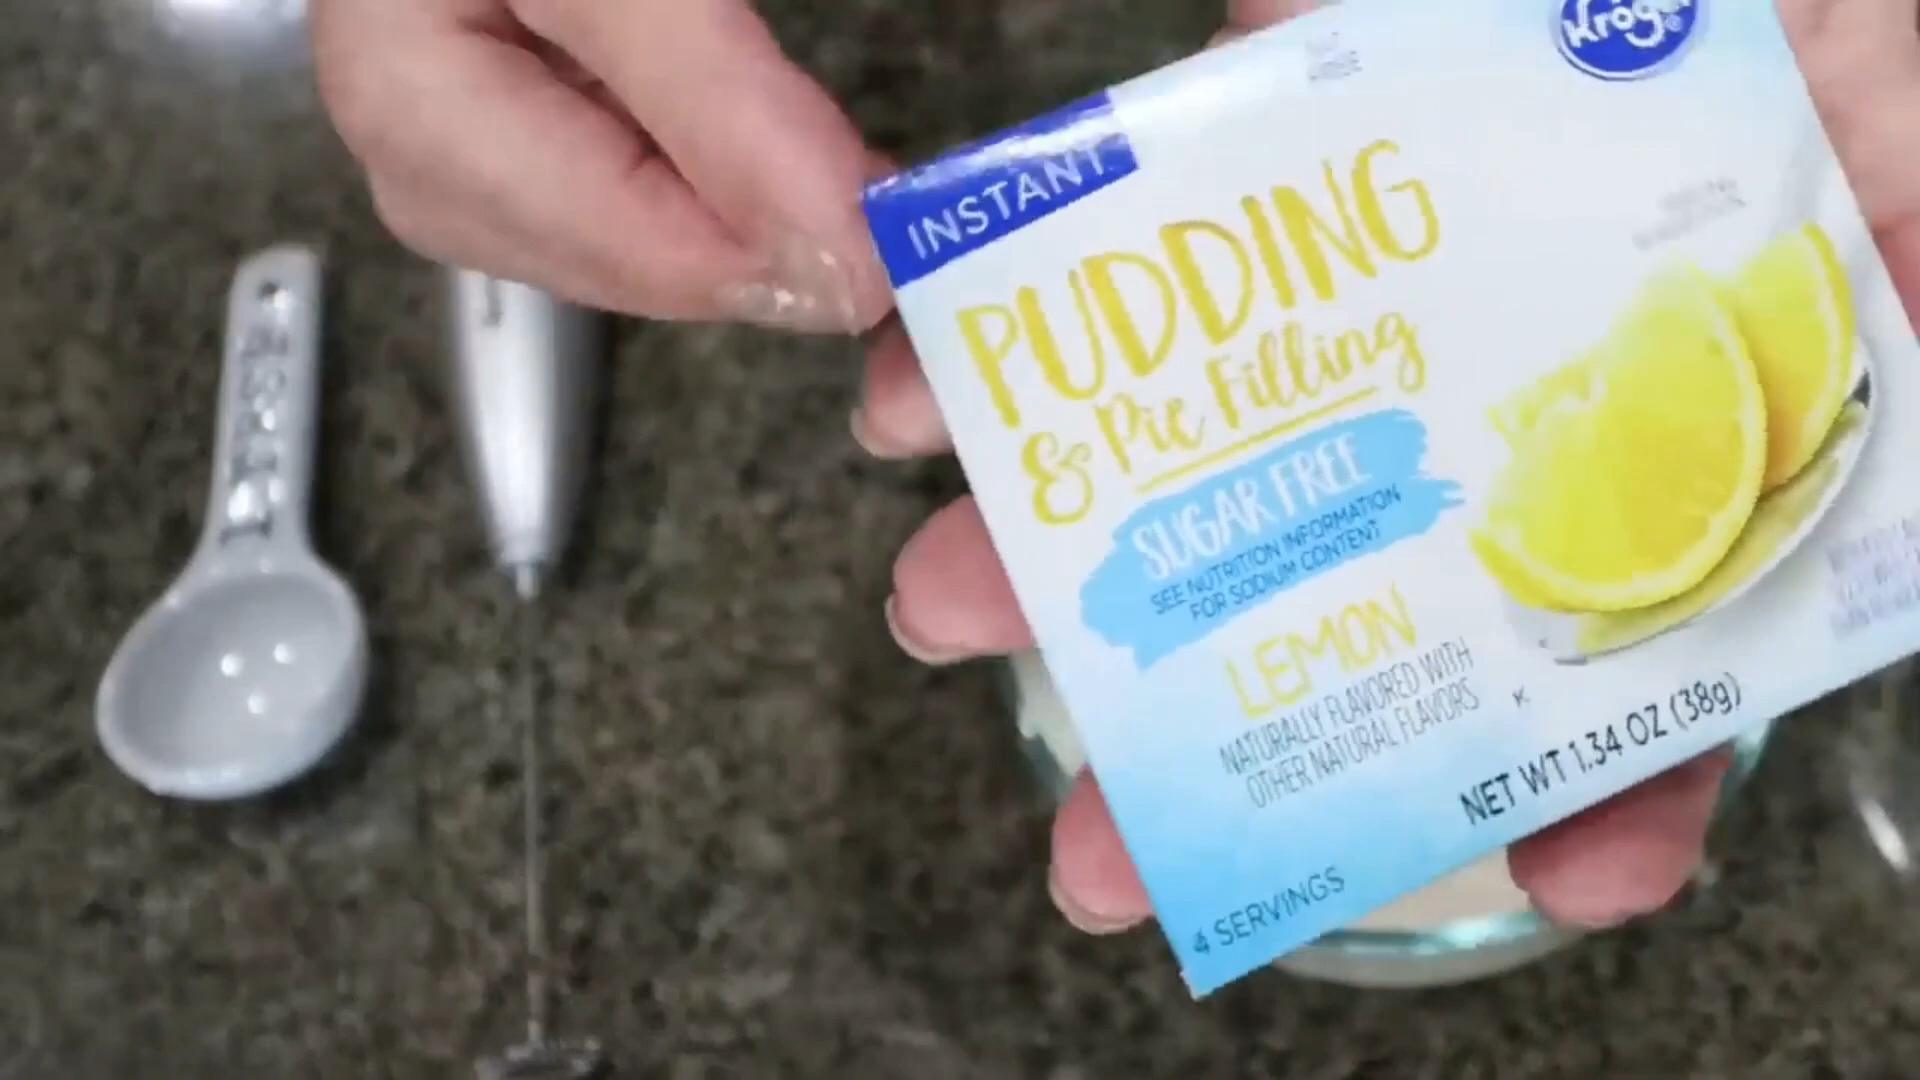 Kroger
INSTANT
PUDDING
& Pie Filling
SUGAR FREE
SEE NUTRITION INFORMATION
FOR SODIUM CONTENT
LEMON
NATURALLY FLAVORED WITH
OTHER NATURAL FLAVORS
K
NET WT 1.34 OZ (38g)
4 SERVINGS